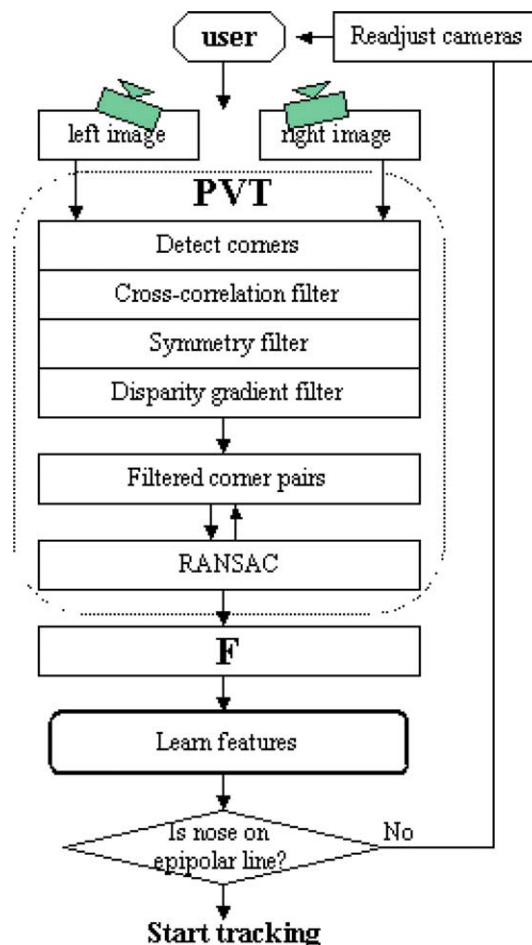 user
Readjust cameras
left image
right image
PVT
Detect corners
Cross-correlation filter
Symmetry filter
Disparity gradient filter
Filtered corner pairs
RANSAC
F
Learn features
Is nose on
epipolar line?
No
Start tracking